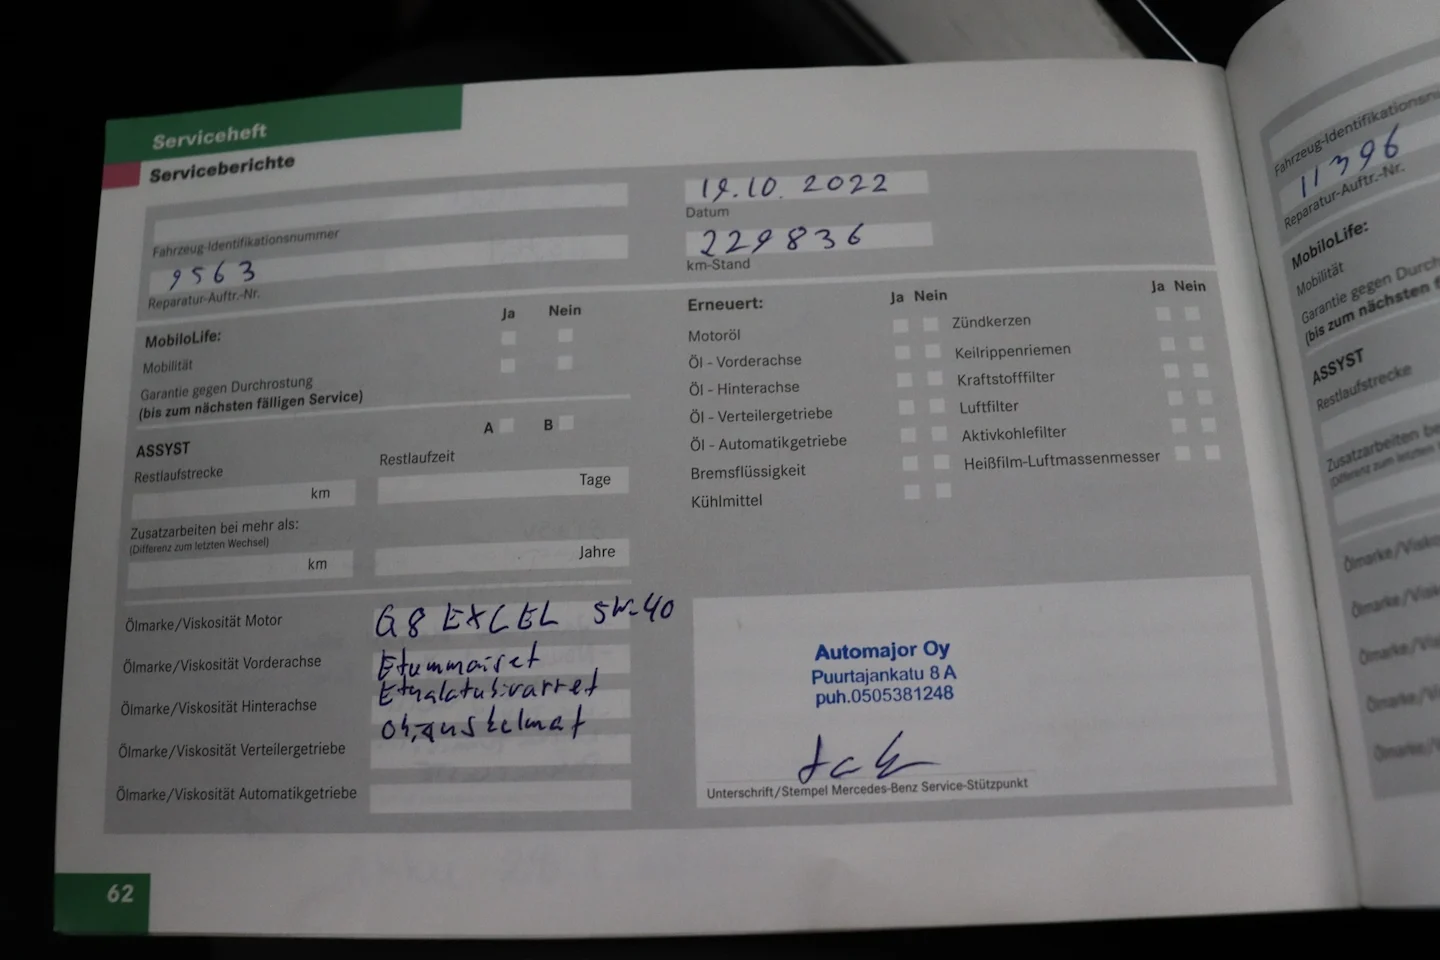 Serviceheft
Serviceberichte
Fahrzeug-Identifikationsnummer
9563
Reparatur-Auftr.-Nr.
19.10.2022
Datum
229836
km-Stand
Ja Nein
MobiloLife:
Mobilität
Garantie gegen Durchrostung
(bis zum nächsten fälligen Service)
A B
ASSYST
Restlaufstrecke Restlaufzeit
km Tage
Zusatzarbeiten bei mehr als:
(Differenz zum letzten Wechsel)
km Jahre
Erneuert: Ja Nein
Motoröl
Öl - Vorderachse
Öl - Hinterachse
Öl - Verteilergetriebe
Öl - Automatikgetriebe
Bremsflüssigkeit
Kühlmittel
Ja Nein
Zündkerzen
Keilrippenriemen
Kraftstofffilter
Luftfilter
Aktivkohlefilter
Heißfilm-Luftmassenmesser
Ölmarke/Viskosität Motor G8 EXCEL 5W-40
Ölmarke/Viskosität Vorderachse
Ölmarke/Viskosität Hinterachse
Ölmarke/Viskosität Verteilergetriebe
Ölmarke/Viskosität Automatikgetriebe
Automajor Oy
Puurtajankatu 8 A
puh.0505381248
Unterschrift/Stempel Mercedes-Benz Service-Stützpunkt
62
11396
Reparatur-Auftr.-Nr.
MobiloLife:
Mobilität
Garantie gegen
(bis zum nächsten
ASSYST
Restlaufstrecke
Zusatzarbeiten